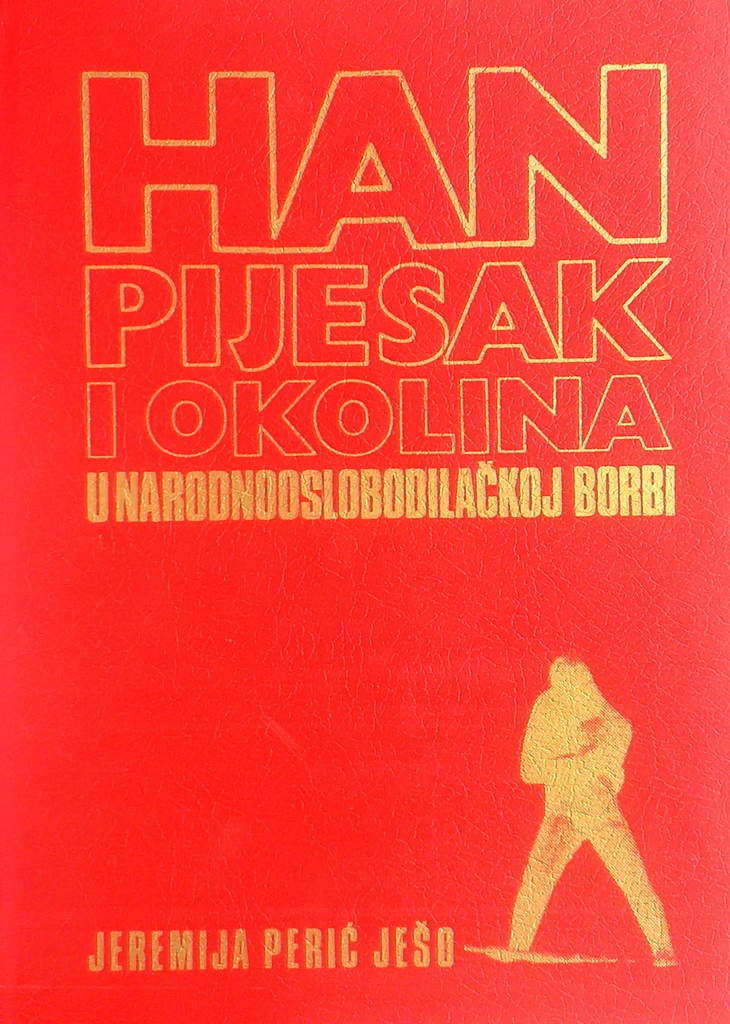 HAN
PIJESAK
I OKOLINA
U NARODNOOSLOBODILAČKOJ BORBI
JEREMIJA PERIĆ JEŠO